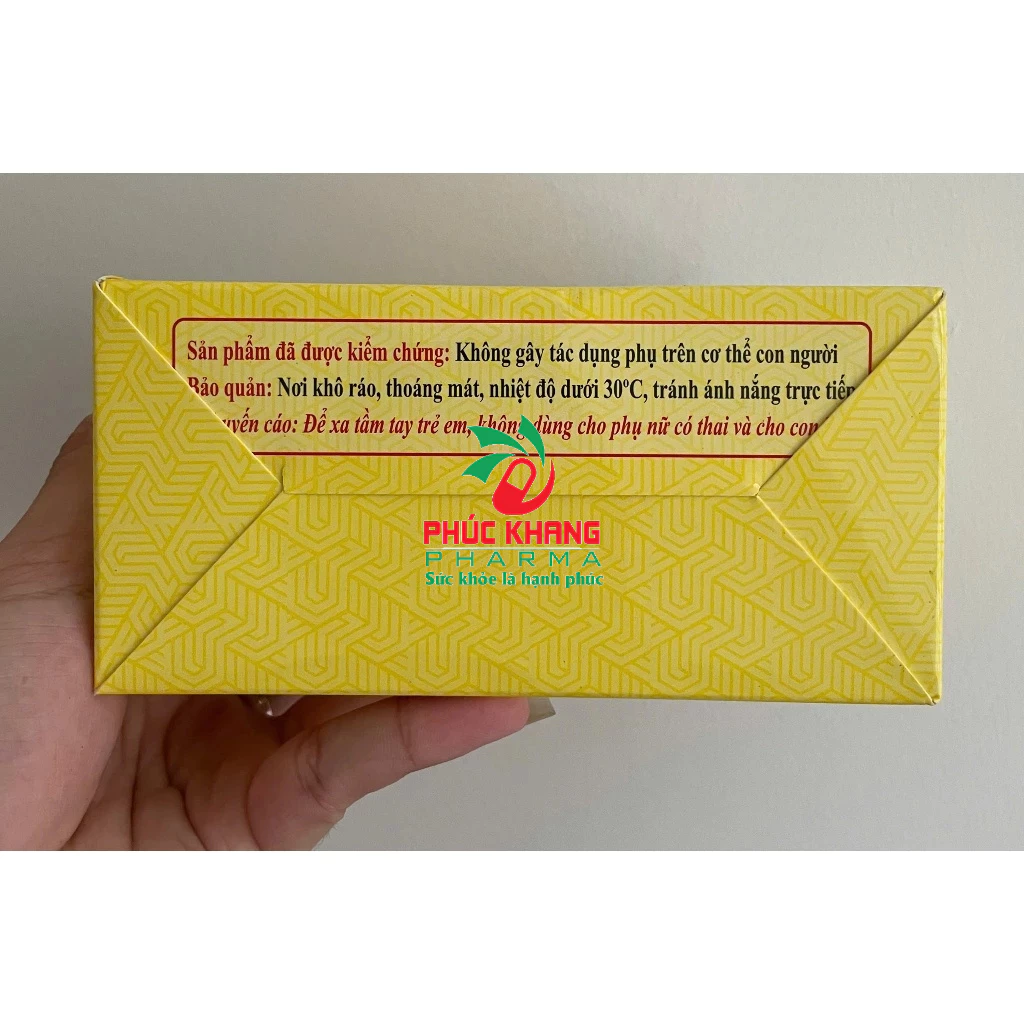 Sản phẩm đã được kiểm chứng: Không gây tác dụng phụ trên cơ thể con người
Bảo quản: Nơi khô ráo, thoáng mát, nhiệt độ dưới 30ºC, tránh ánh nắng trực tiếp
cáo: Để xa tầm tay trẻ em, không dùng cho phụ nữ có thai và cho con
PHÚC KHANG
PHARMA
Sức khỏe là hạnh phúc